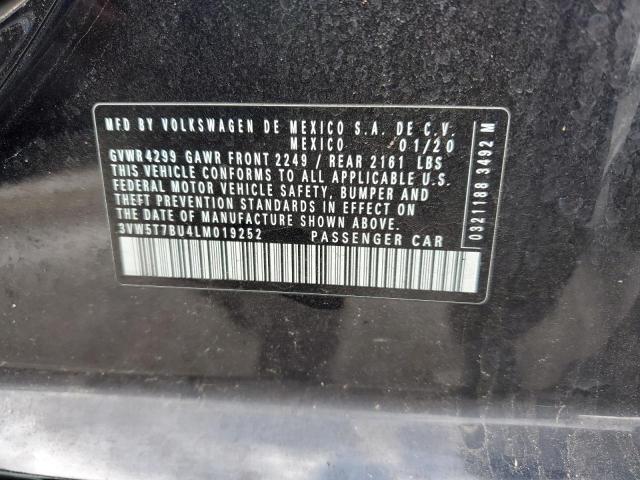 MFD BY VOLKSWAGEN DE MEXICO S.A. DE C.V.
MEXICO 01/20
GVWR4299 GAWR FRONT 2249 / REAR 2161 LBS
THIS VEHICLE CONFORMS TO ALL APPLICABLE U.S.
FEDERAL MOTOR VEHICLE SAFETY, BUMPER AND
THEFT PREVENTION STANDARDS IN EFFECT ON
THE DATE OF MANUFACTURE SHOWN ABOVE.
3VW5T7BU4LM019252 PASSENGER CAR
0321188 3492 M